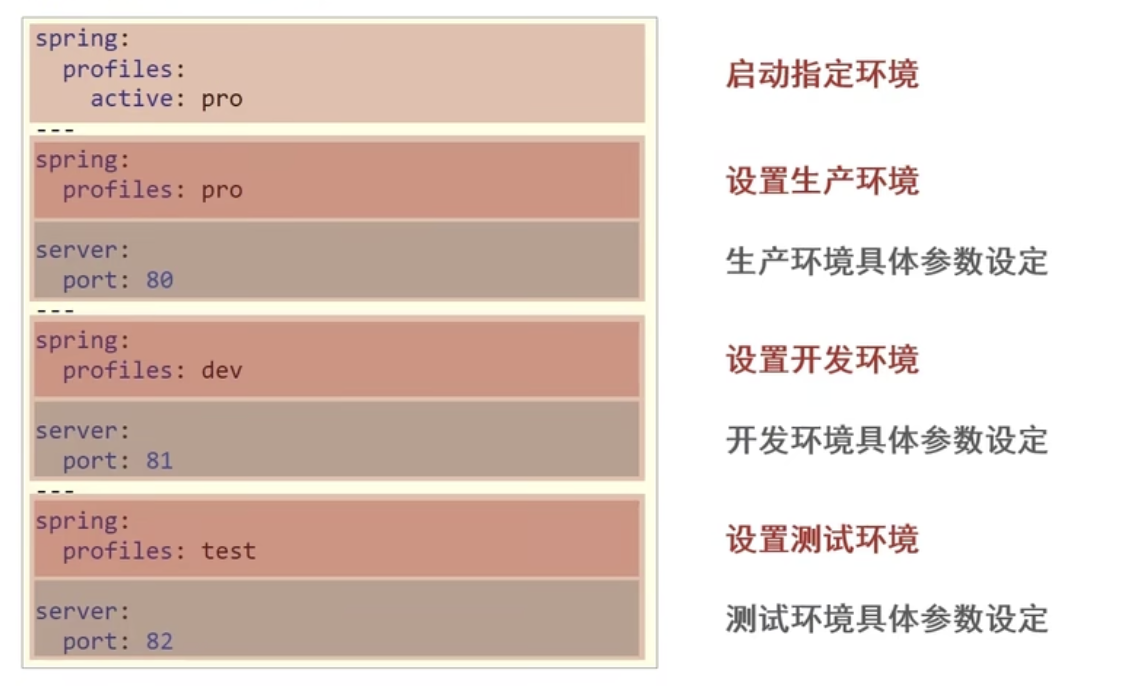 spring:
  profiles:
    active: pro
启动指定环境
---
spring:
  profiles: pro
设置生产环境
server:
  port: 80
生产环境具体参数设定
---
spring:
  profiles: dev
设置开发环境
server:
  port: 81
开发环境具体参数设定
---
spring:
  profiles: test
设置测试环境
server:
  port: 82
测试环境具体参数设定